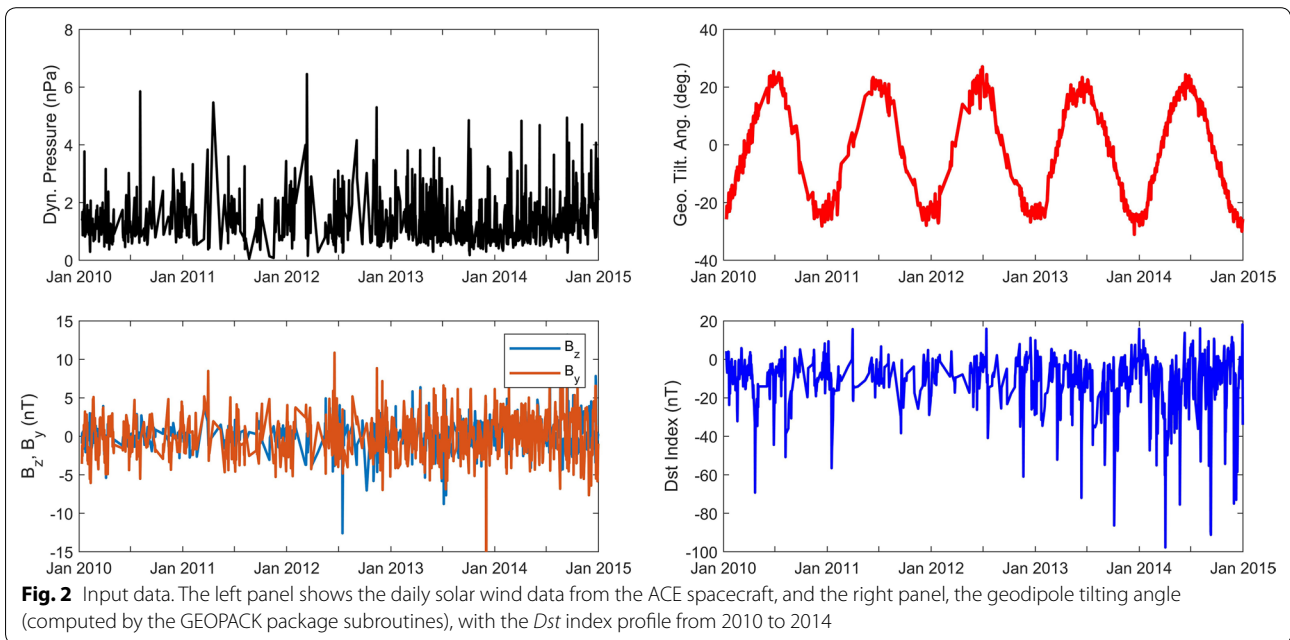 8
6
4
2
0
Dyn. Pressure (nPa)
Jan 2010 Jan 2011 Jan 2012 Jan 2013 Jan 2014 Jan 2015
40
20
0
-20
-40
Geo. Tilt. Ang. (deg.)
Jan 2010 Jan 2011 Jan 2012 Jan 2013 Jan 2014 Jan 2015
15
10
5
0
-5
-10
-15
B_z, B_y (nT)
B_z
B_y
Jan 2010 Jan 2011 Jan 2012 Jan 2013 Jan 2014 Jan 2015
20
0
-20
-40
-60
-80
-100
Dst Index (nT)
Jan 2010 Jan 2011 Jan 2012 Jan 2013 Jan 2014 Jan 2015
Fig. 2 Input data. The left panel shows the daily solar wind data from the ACE spacecraft, and the right panel, the geodipole tilting angle
(computed by the GEOPACK package subroutines), with the Dst index profile from 2010 to 2014